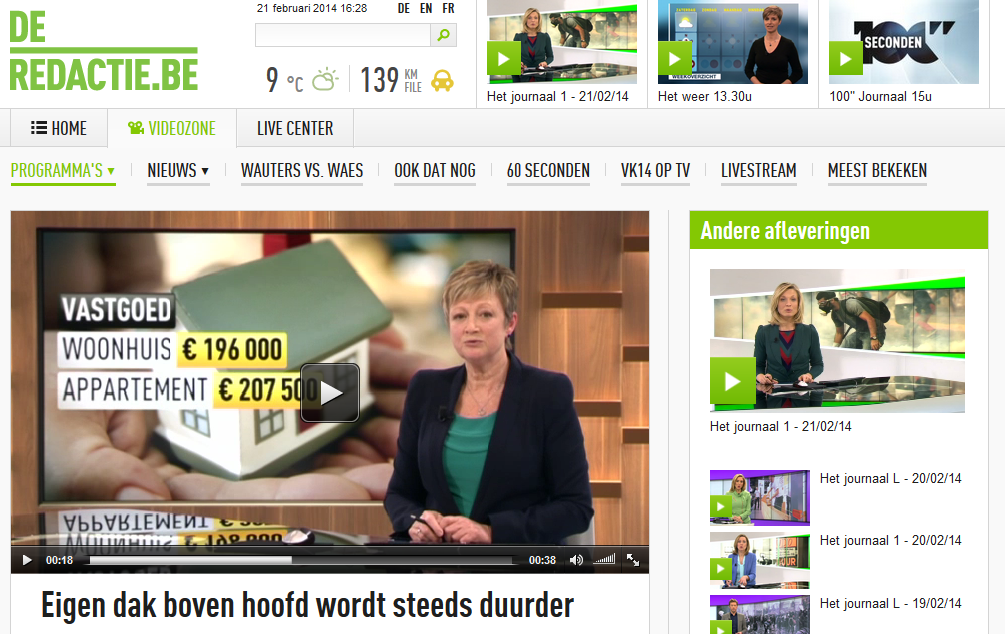 DE
REDACTIE.BE
21 februari 2014 16:28
DE EN FR
9 °C
139 KM FILE
Het journaal 1 - 21/02/14
WEEKOVERZICHT
Het weer 13.30u
100"
SECONDEN
100" Journaal 15u
HOME
VIDEOZONE
LIVE CENTER
PROGRAMMA'S ▾
NIEUWS ▾
WAUTERS VS. WAES
OOK DAT NOG
60 SECONDEN
VK14 OP TV
LIVESTREAM
MEEST BEKEKEN
VASTGOED
WOONHUIS € 196 000
APPARTEMENT € 207 500
00:18
00:38
Eigen dak boven hoofd wordt steeds duurder
Andere afleveringen
Het journaal 1 - 21/02/14
Het journaal L - 20/02/14
Het journaal 1 - 20/02/14
Het journaal L - 19/02/14